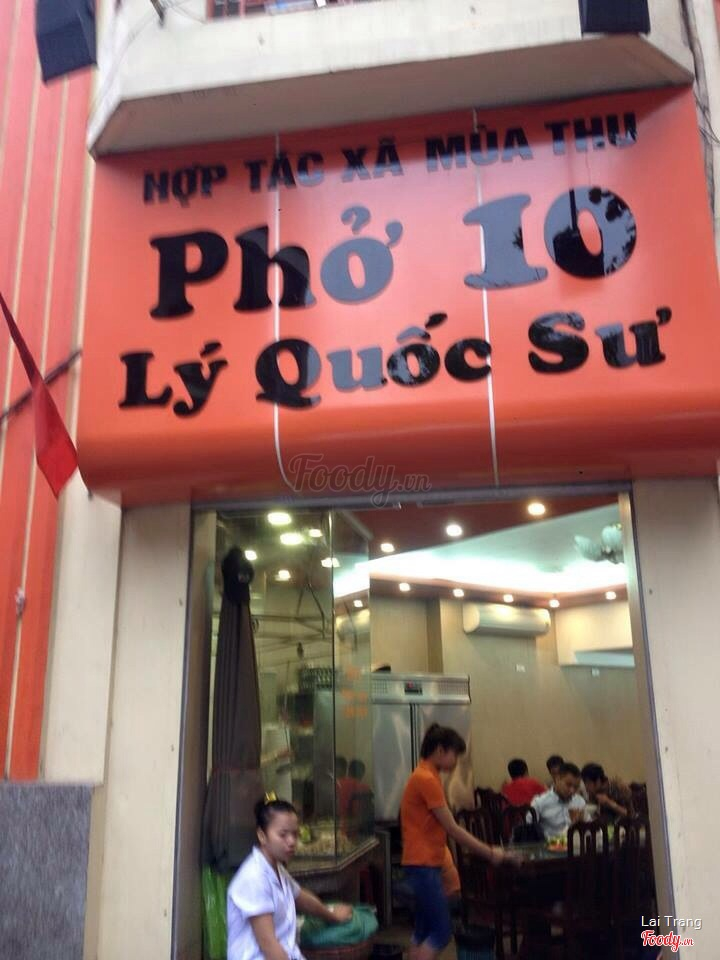 HỢP TÁC XÃ MÙA THU
Phở 10
Lý Quốc Sư
Foody.vn
Lai Trang
Foody.vn